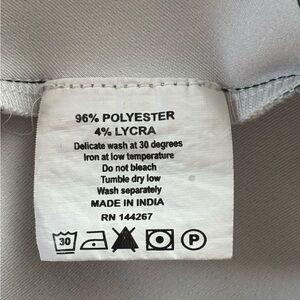 96% POLYESTER
4% LYCRA
Delicate wash at 30 degrees
Iron at low temperature
Do not bleach
Tumble dry low
Wash separately
MADE IN INDIA
RN 144267
30 P